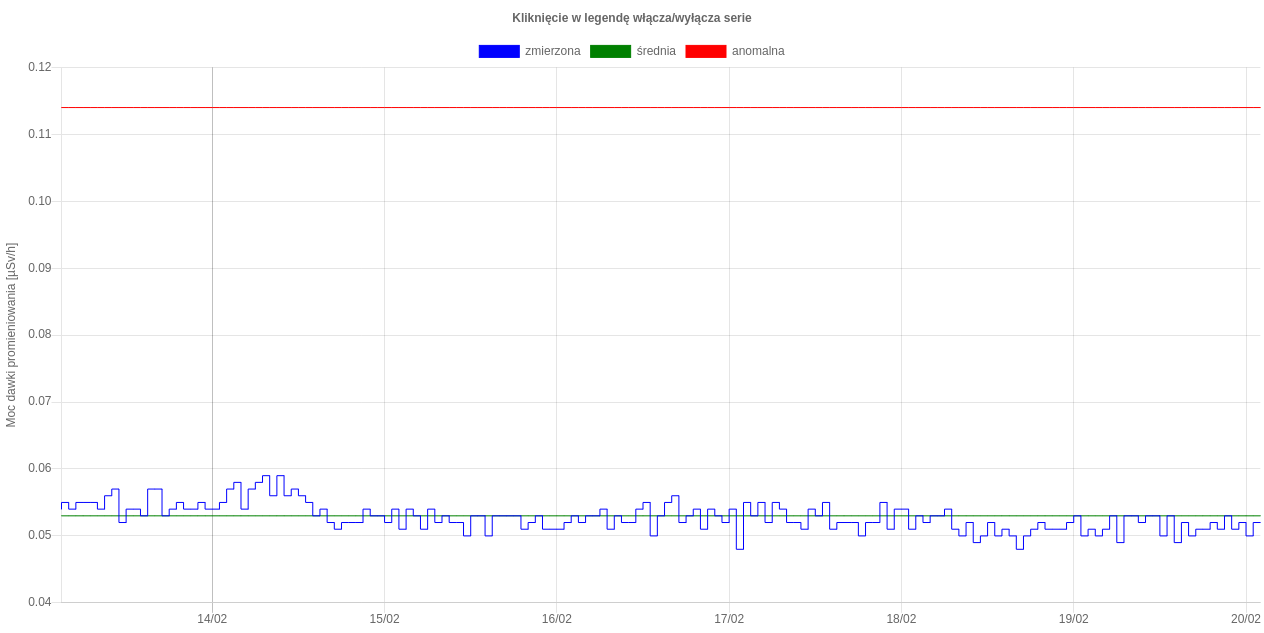 Kliknięcie w legendę włącza/wyłącza serie
zmierzona średnia anomalna
0.12
0.11
0.10
0.09
0.08
0.07
0.06
0.05
0.04
Moc dawki promieniowania [µSv/h]
14/02 15/02 16/02 17/02 18/02 19/02 20/02